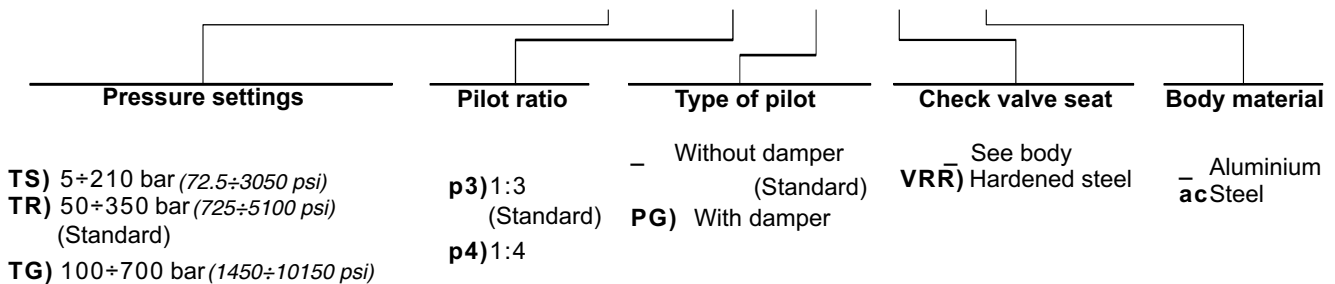 Pressure settings
TS) 5÷210 bar (72.5÷3050 psi)
TR) 50÷350 bar (725÷5100 psi)
(Standard)
TG) 100÷700 bar (1450÷10150 psi)
Pilot ratio
p3) 1:3
(Standard)
p4) 1:4
Type of pilot
_ Without damper
(Standard)
PG) With damper
Check valve seat
_ See body
VRR) Hardened steel
Body material
_ Aluminium
ac Steel